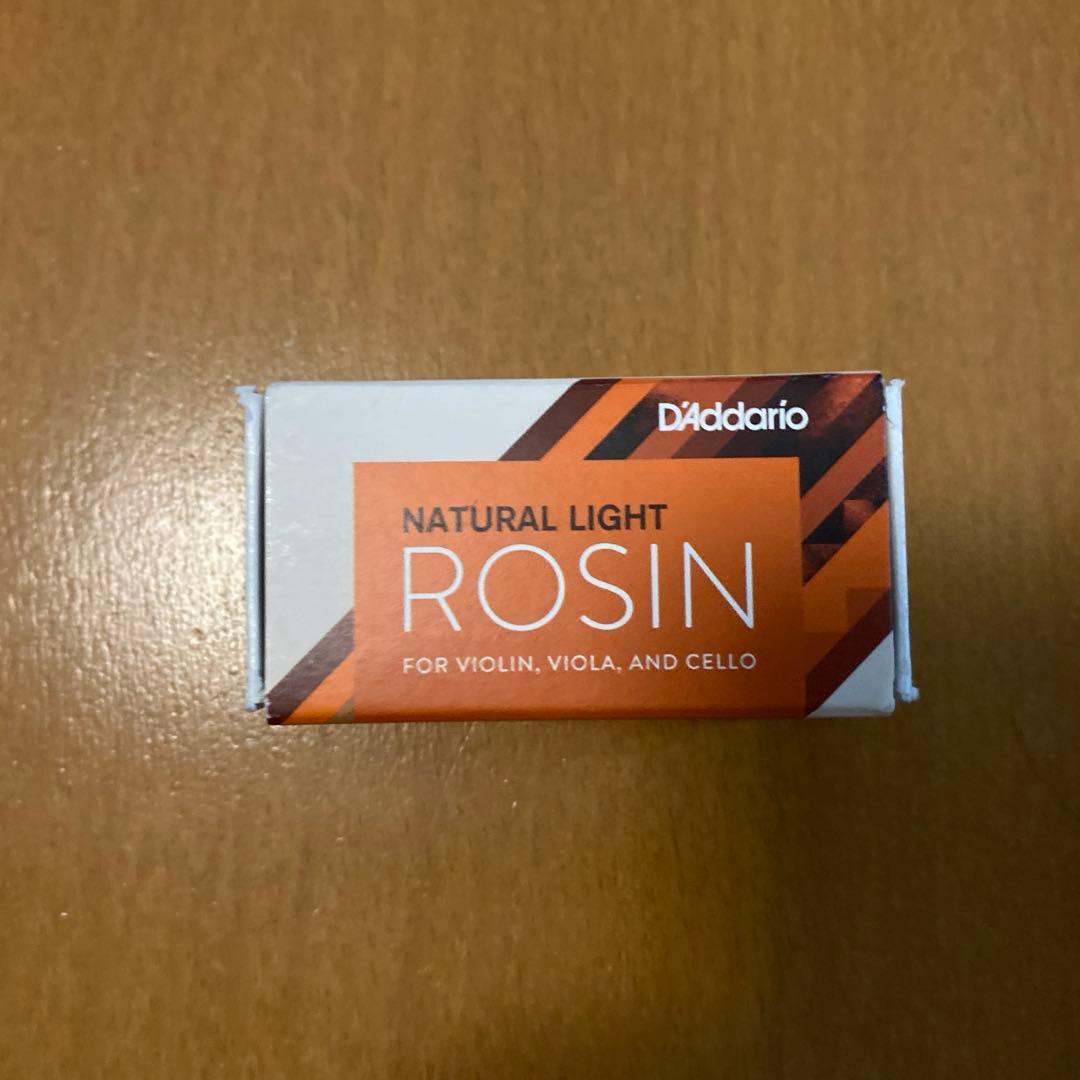 D'Addario
NATURAL LIGHT
ROSIN
FOR VIOLIN, VIOLA, AND CELLO